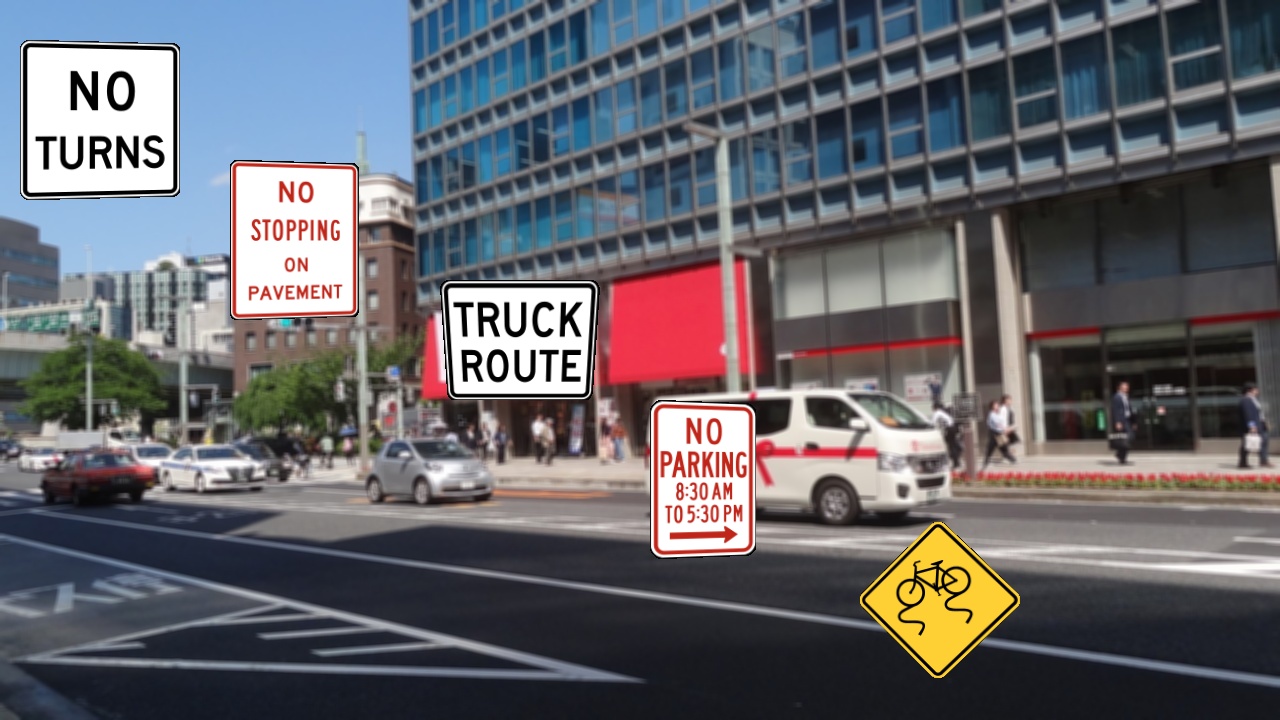 NO
TURNS
NO
STOPPING
ON
PAVEMENT
TRUCK
ROUTE
NO
PARKING
8:30 AM
TO 5:30 PM